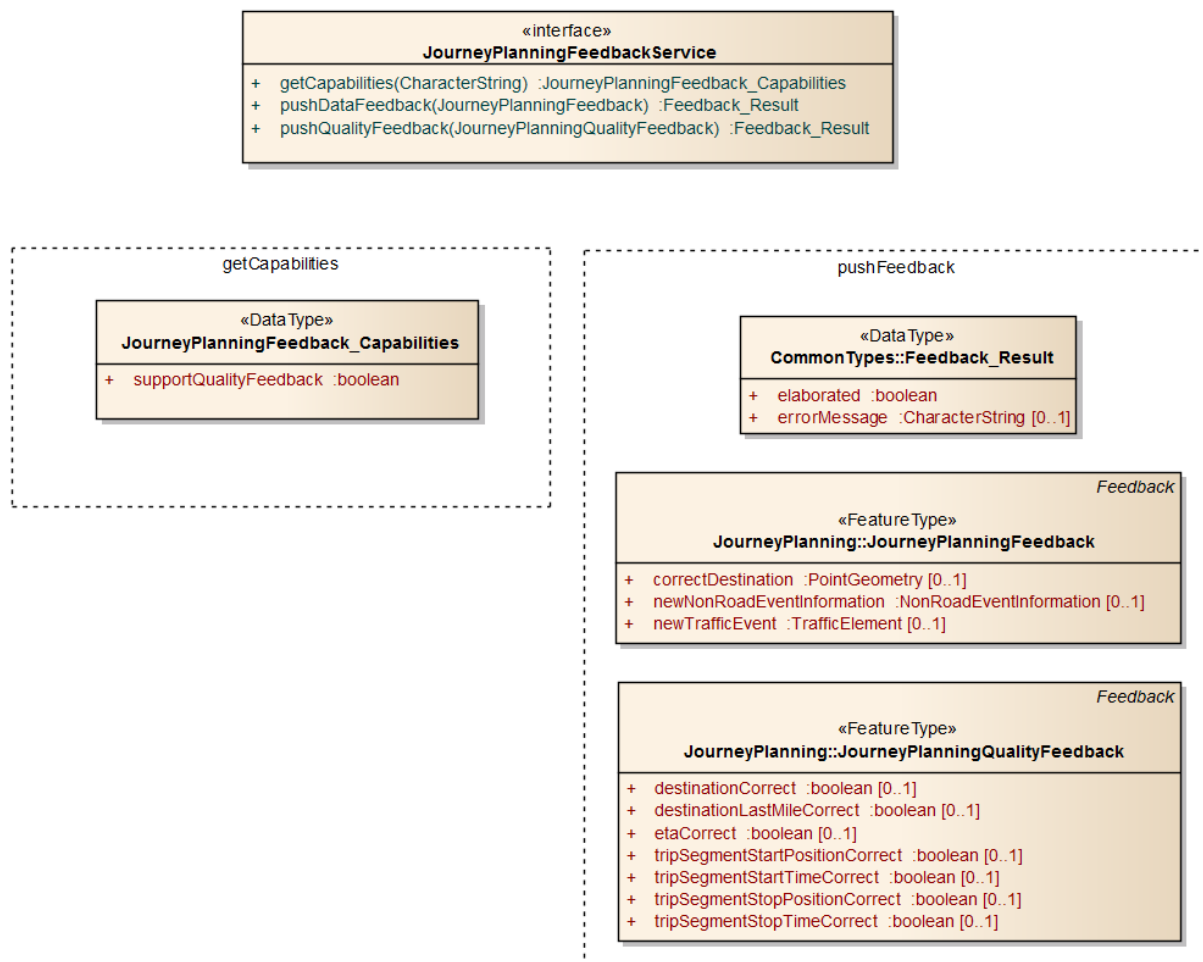 «interface»
JourneyPlanningFeedbackService
+ getCapabilities(CharacterString) :JourneyPlanningFeedback_Capabilities
+ pushDataFeedback(JourneyPlanningFeedback) :Feedback_Result
+ pushQualityFeedback(JourneyPlanningQualityFeedback) :Feedback_Result
getCapabilities
«DataType»
JourneyPlanningFeedback_Capabilities
+ supportQualityFeedback :boolean
pushFeedback
«DataType»
CommonTypes::Feedback_Result
+ elaborated :boolean
+ errorMessage :CharacterString [0..1]
Feedback
«FeatureType»
JourneyPlanning::JourneyPlanningFeedback
+ correctDestination :PointGeometry [0..1]
+ newNonRoadEventInformation :NonRoadEventInformation [0..1]
+ newTrafficEvent :TrafficElement [0..1]
Feedback
«FeatureType»
JourneyPlanning::JourneyPlanningQualityFeedback
+ destinationCorrect :boolean [0..1]
+ destinationLastMileCorrect :boolean [0..1]
+ etaCorrect :boolean [0..1]
+ tripSegmentStartPositionCorrect :boolean [0..1]
+ tripSegmentStartTimeCorrect :boolean [0..1]
+ tripSegmentStopPositionCorrect :boolean [0..1]
+ tripSegmentStopTimeCorrect :boolean [0..1]